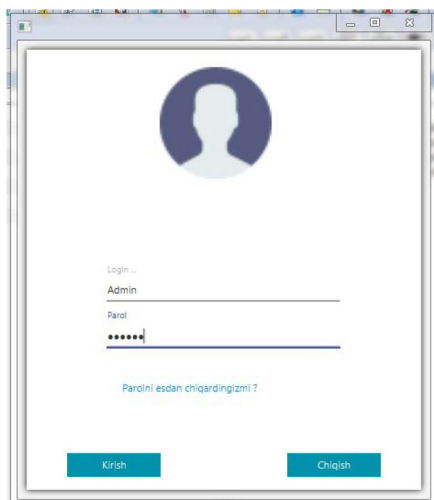 Login ...
Admin
Parol
••••••
Parolni esdan chiqardingizmi ?
Kirish
Chiqish